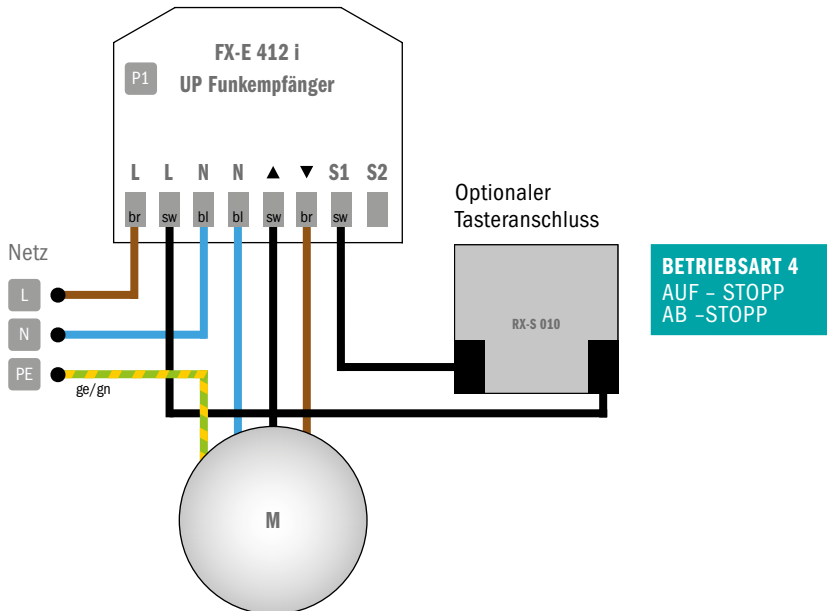 FX-E 412 i
P1
UP Funkempfänger
L L N N ▲ ▼ S1 S2
br sw bl bl sw br sw
Optionaler
Tasteranschluss
Netz
L
N
PE
ge/gn
RX-S 010
BETRIEBSART 4
AUF – STOPP
AB –STOPP
M